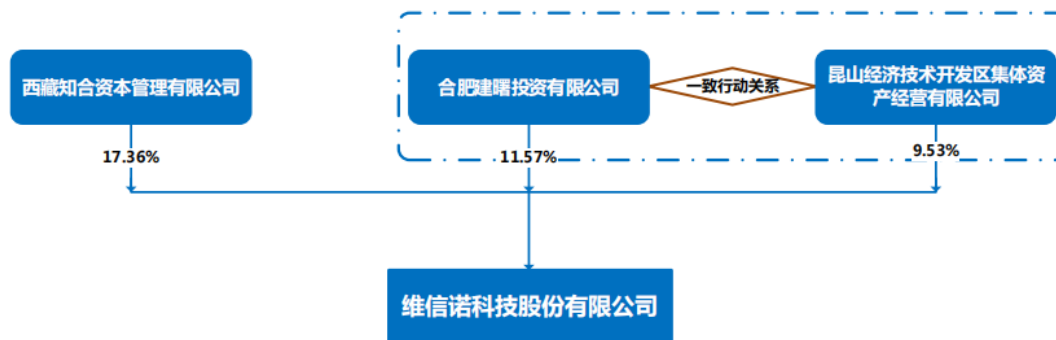 西藏知合资本管理有限公司
合肥建曙投资有限公司
一致行动关系
昆山经济技术开发区集体资
产经营有限公司
17.36%
11.57%
9.53%
维信诺科技股份有限公司